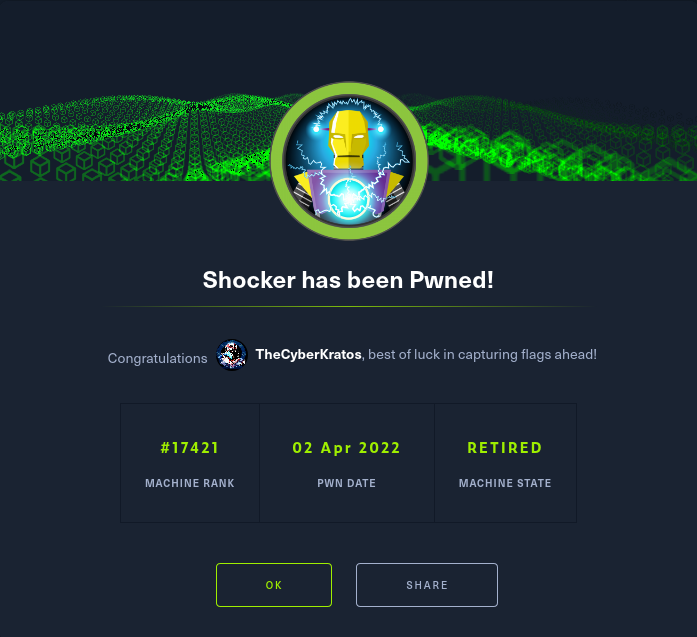 Shocker has been Pwned!
Congratulations TheCyberKratos, best of luck in capturing flags ahead!
#17421 02 Apr 2022 RETIRED
MACHINE RANK PWN DATE MACHINE STATE
OK SHARE